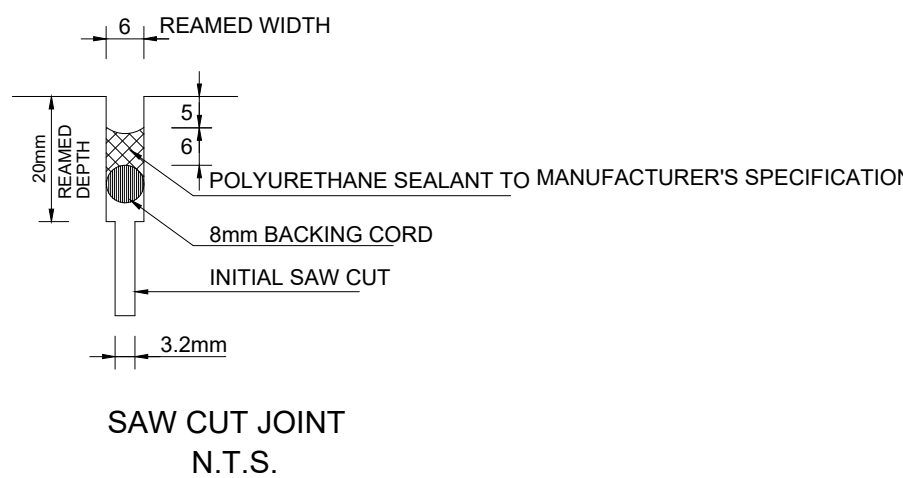 6 REAMED WIDTH
5
6
20mm
REAMED
DEPTH
POLYURETHANE SEALANT TO MANUFACTURER'S SPECIFICATION
8mm BACKING CORD
INITIAL SAW CUT
3.2mm
SAW CUT JOINT
N.T.S.